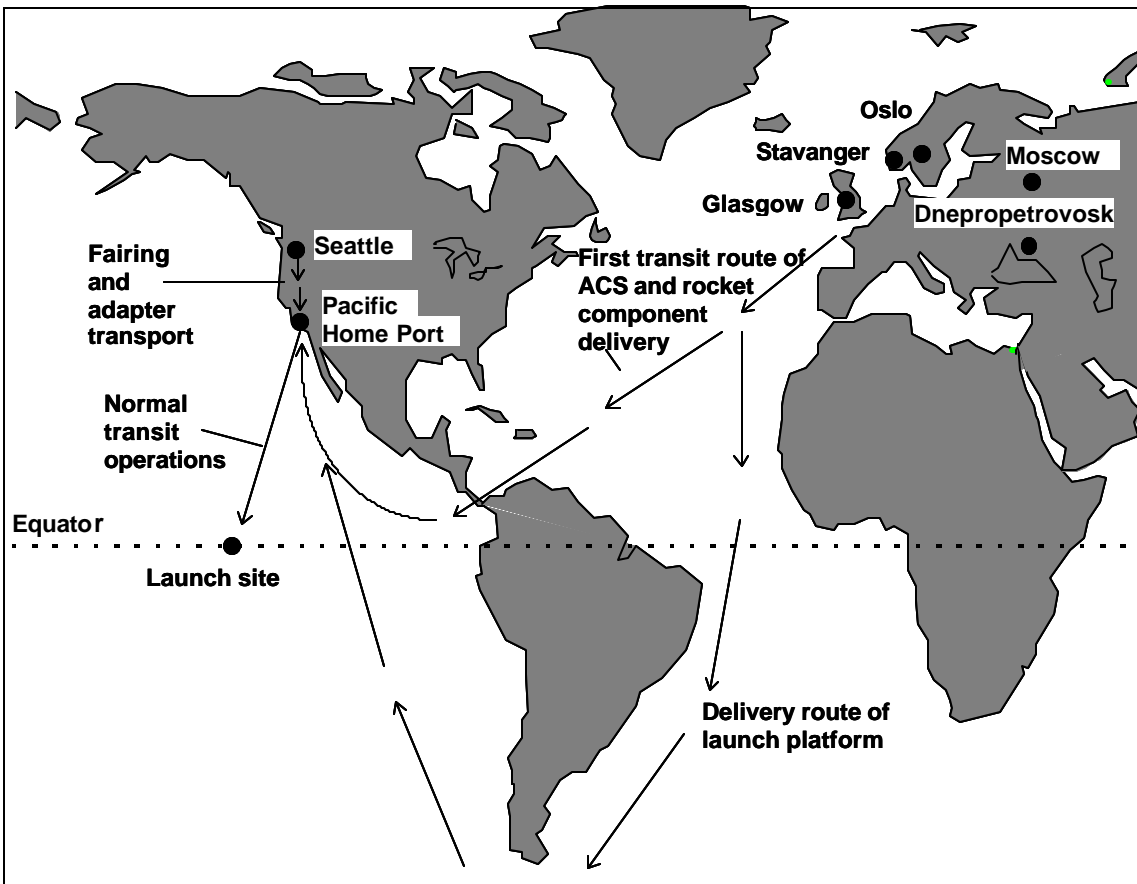 Oslo
Stavanger
Moscow
Glasgow
Dnepropetrovosk
Seattle
Fairing
and
adapter
transport
First transit route of
ACS and rocket
component
delivery
Pacific
Home Port
Normal
transit
operations
Equator
Launch site
Delivery route of
launch platform